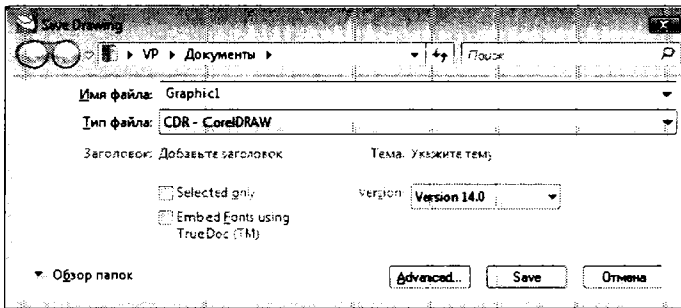 Save Drawing
VP Документы
Поиск
Имя файла: Graphic1
Тип файла: CDR - CorelDRAW
Заголовок: Добавьте заголовок Тема: Укажите тему
Selected only Version: Version 14.0
Embed Fonts using
TrueDoc (TM)
Обзор папок Advanced... Save Отмена